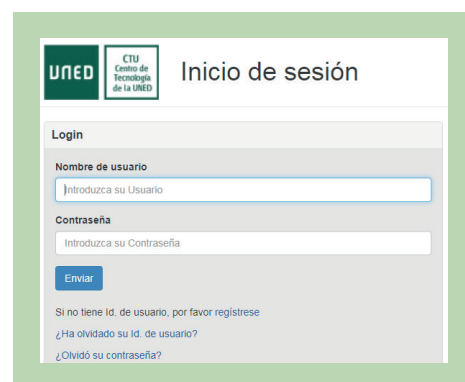 UNED
CTU
Centro de
Tecnología
de la UNED
Inicio de sesión
Login
Nombre de usuario
Introduzca su Usuario
Contraseña
Introduzca su Contraseña
Enviar
Si no tiene Id. de usuario, por favor regístrese
¿Ha olvidado su Id. de usuario?
¿Olvidó su contraseña?